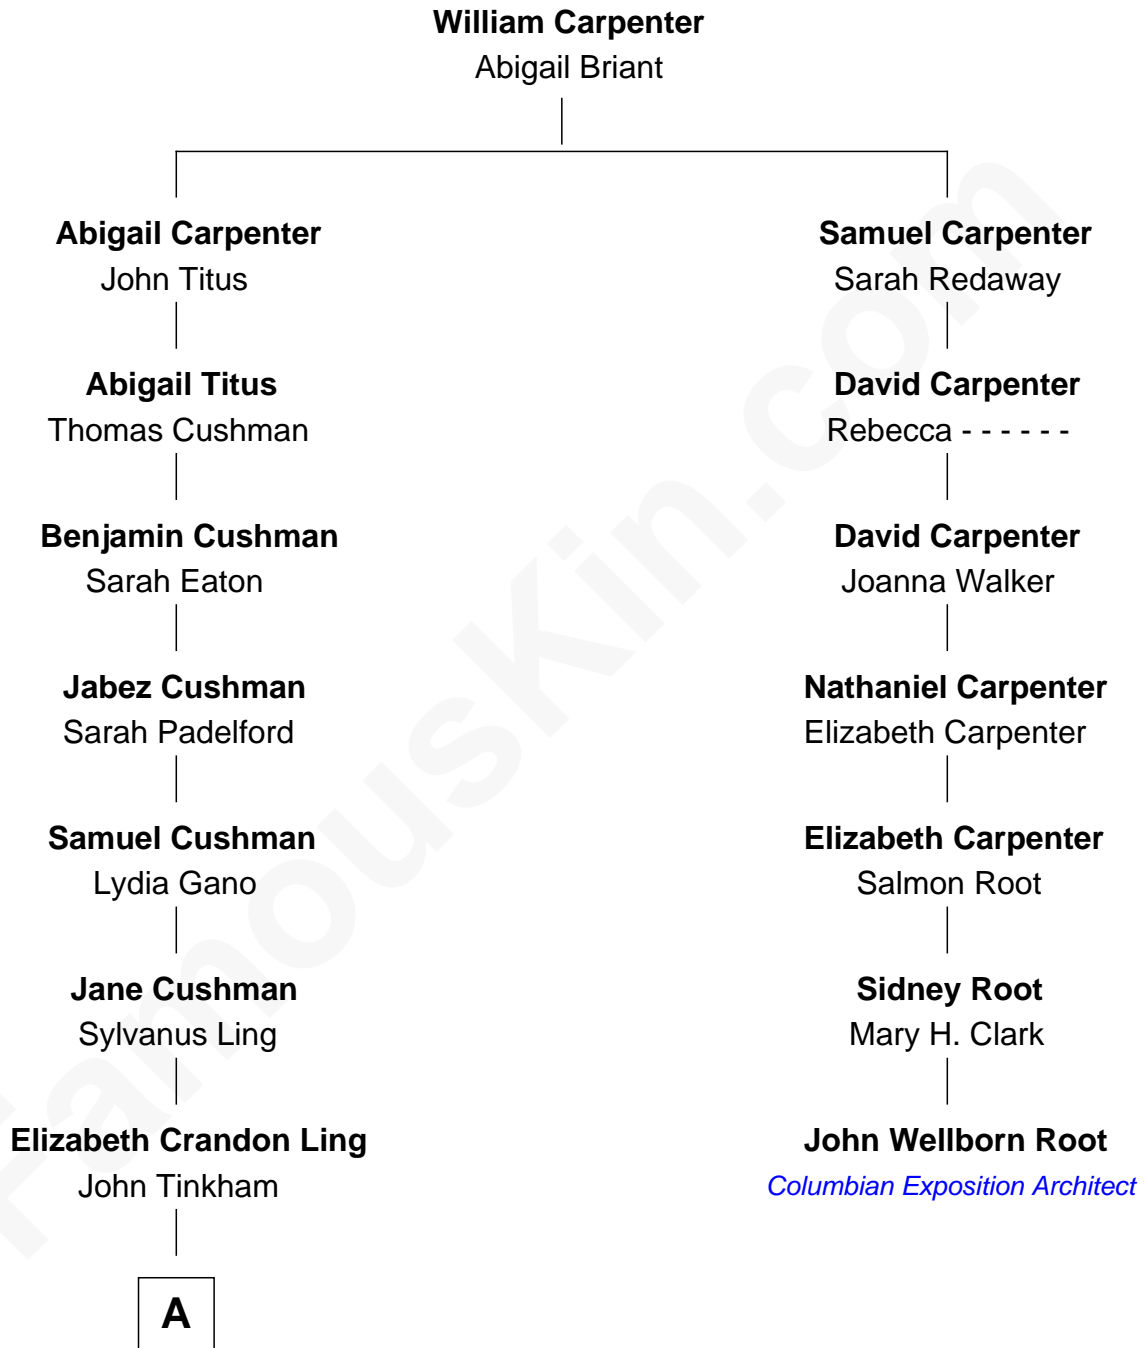 William Carpenter
Abigail Briant
Abigail Carpenter
John Titus
Abigail Titus
Thomas Cushman
Benjamin Cushman
Sarah Eaton
Jabez Cushman
Sarah Padelford
Samuel Cushman
Lydia Gano
Jane Cushman
Sylvanus Ling
Elizabeth Crandon Ling
John Tinkham
A
Samuel Carpenter
Sarah Redaway
David Carpenter
Rebecca - - - - - -
David Carpenter
Joanna Walker
Nathaniel Carpenter
Elizabeth Carpenter
Elizabeth Carpenter
Salmon Root
Sidney Root
Mary H. Clark
John Wellborn Root
Columbian Exposition Architect
FamousKin.com